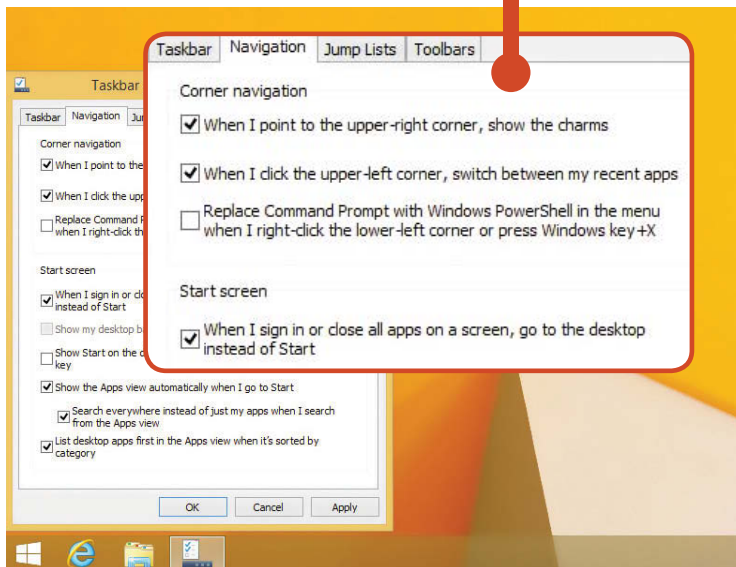 Taskbar Navigation Jump Lists Toolbars
Corner navigation
When I point to the upper-right corner, show the charms
When I click the upper-left corner, switch between my recent apps
Replace Command Prompt with Windows PowerShell in the menu
when I right-click the lower-left corner or press Windows key+X
Start screen
When I sign in or close all apps on a screen, go to the desktop
instead of Start
Taskbar
Taskbar Navigation Ju
Corner navigation
When I point to the
When I click the upp
Replace Command P
when I right-click th
Start screen
When I sign in or clo
instead of Start
Show my desktop b
Show Start on the d
key
Show the Apps view automatically when I go to Start
Search everywhere instead of just my apps when I search
from the Apps view
List desktop apps first in the Apps view when it's sorted by
category
OK Cancel Apply